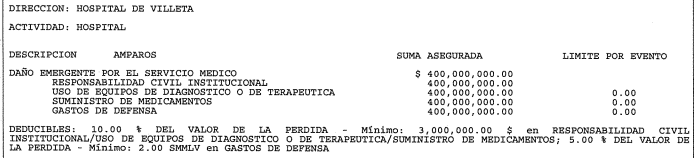 DIRECCION: HOSPITAL DE VILLETA
ACTIVIDAD: HOSPITAL
DESCRIPCION AMPAROS SUMA ASEGURADA LIMITE POR EVENTO
DAÑO EMERGENTE POR EL SERVICIO MEDICO $ 400,000,000.00
RESPONSABILIDAD CIVIL INSTITUCIONAL 400,000,000.00
USO DE EQUIPOS DE DIAGNOSTICO O DE TERAPEUTICA 400,000,000.00 0.00
SUMINISTRO DE MEDICAMENTOS 400,000,000.00 0.00
GASTOS DE DEFENSA 400,000,000.00 0.00
DEDUCIBLES: 10.00 % DEL VALOR DE LA PERDIDA - Mínimo: 3,000,000.00 $ en RESPONSABILIDAD CIVIL
INSTITUCIONAL/USO DE EQUIPOS DE DIAGNOSTICO O DE TERAPEUTICA/SUMINISTRO DE MEDICAMENTOS; 5.00 % DEL VALOR DE
LA PERDIDA - Mínimo: 2.00 SMMLV en GASTOS DE DEFENSA